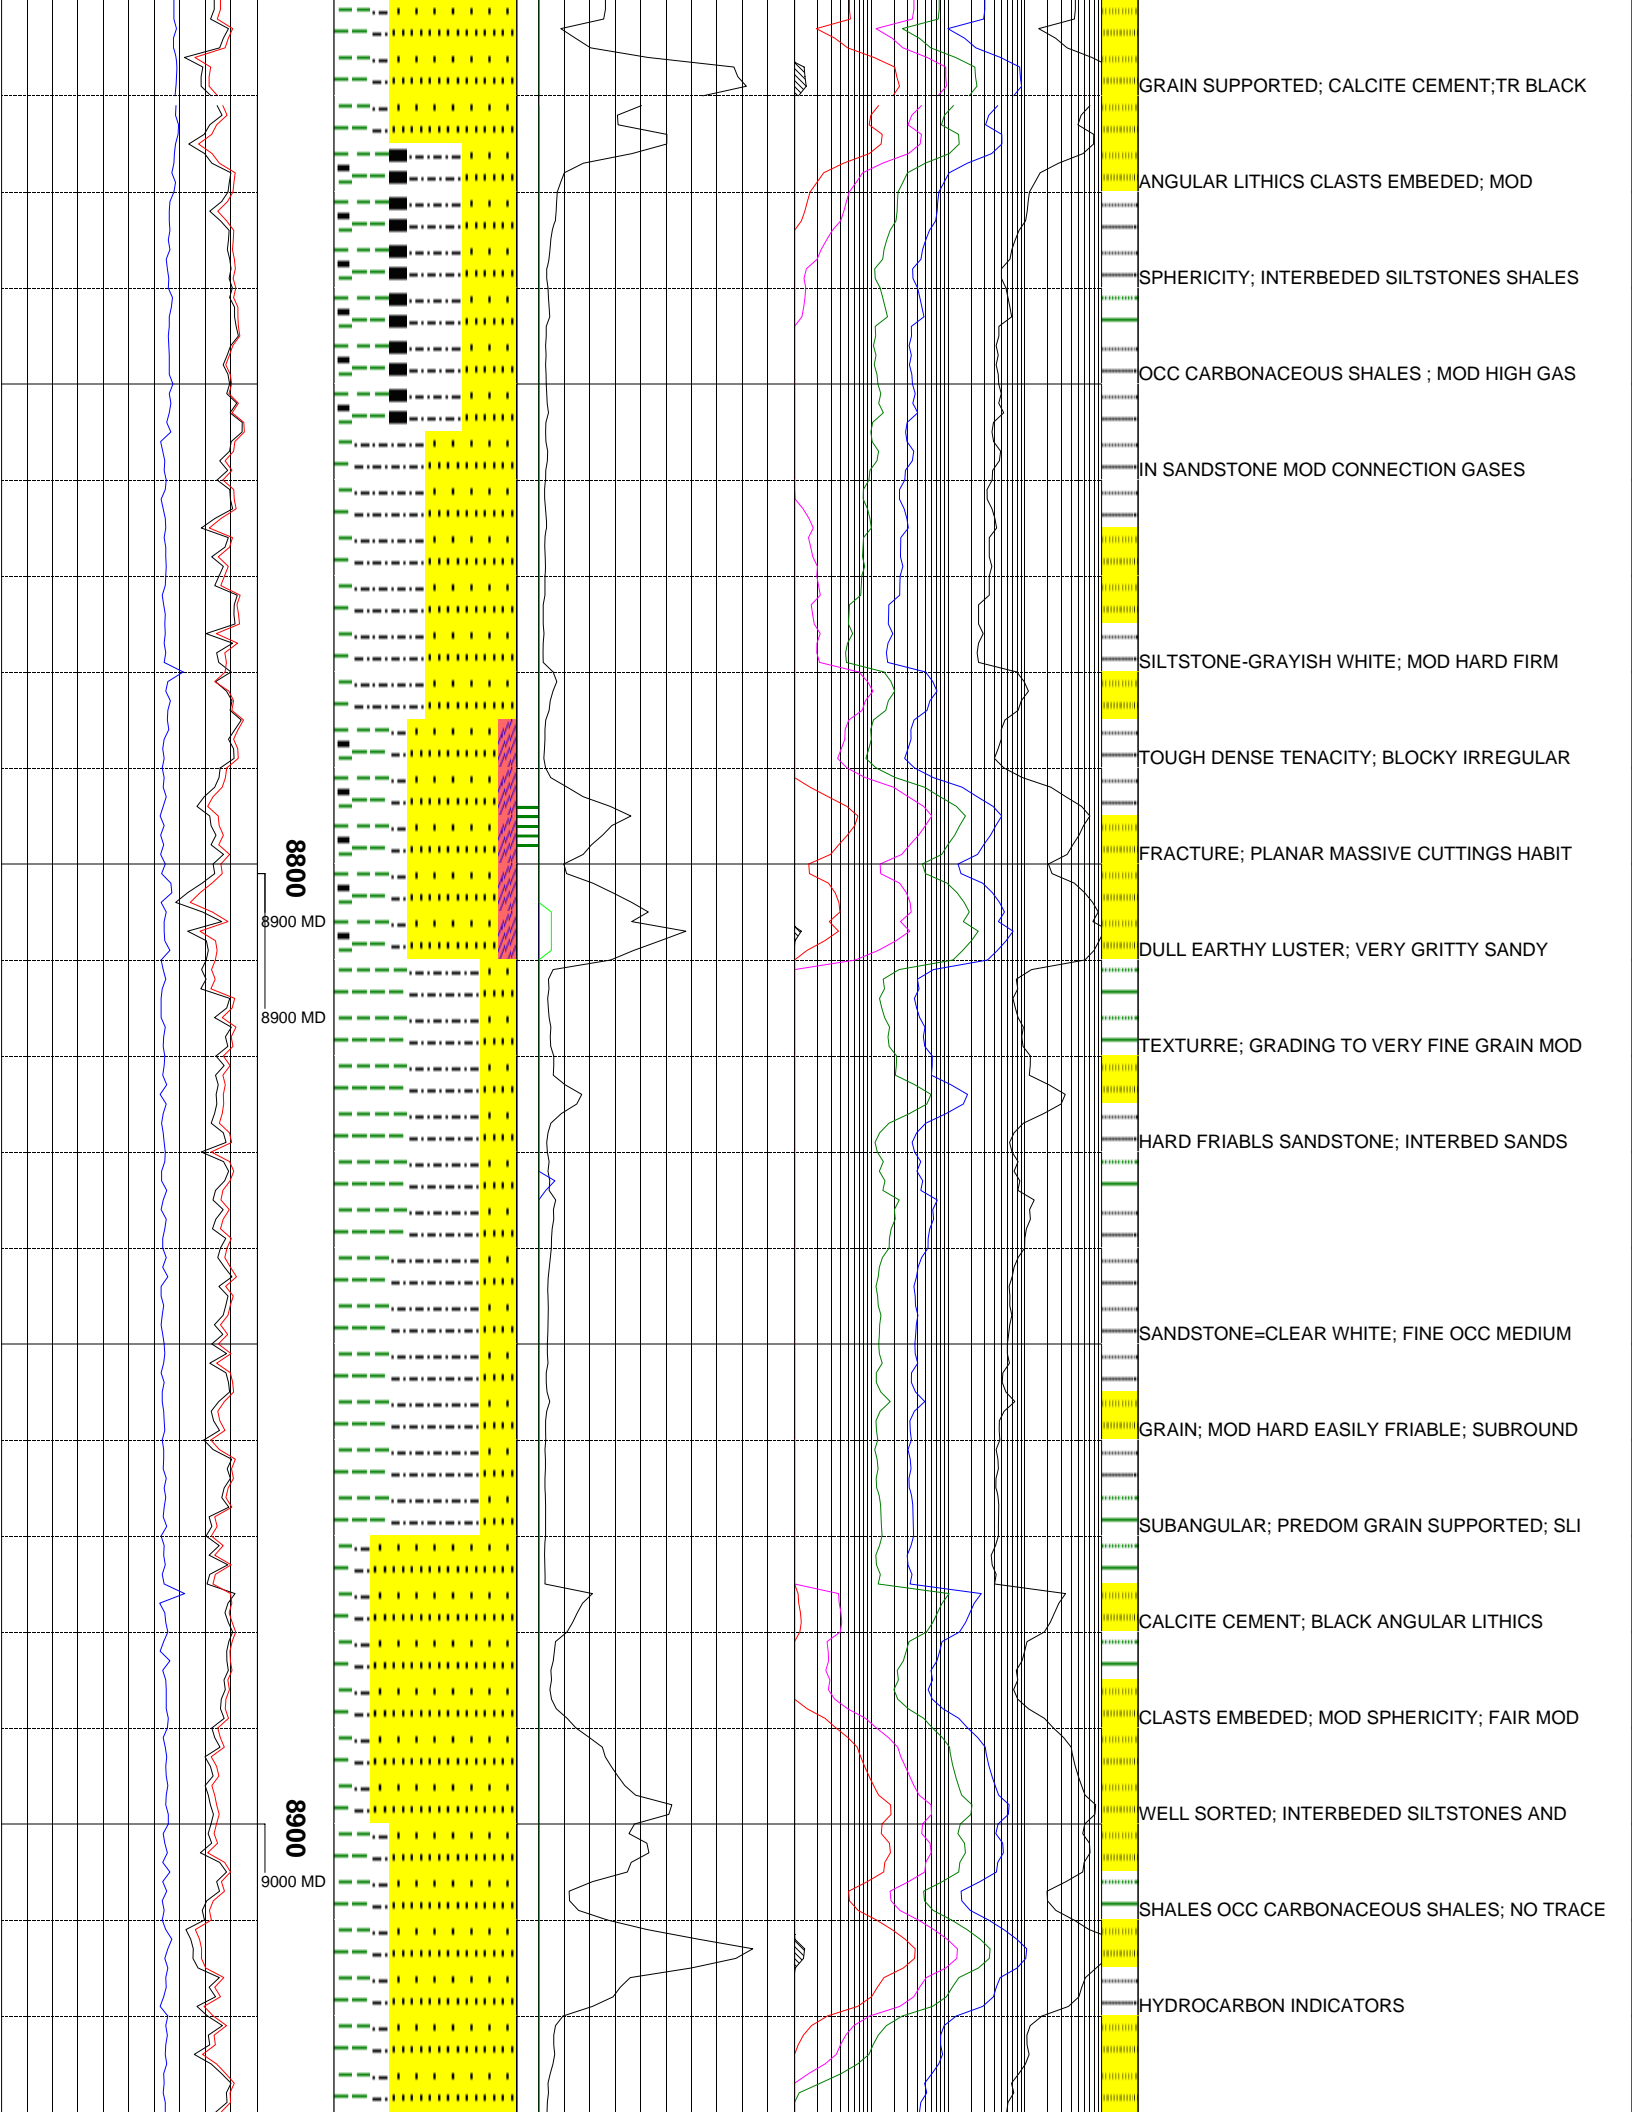 GRAIN SUPPORTED; CALCITE CEMENT;TR BLACK
ANGULAR LITHICS CLASTS EMBEDED; MOD
SPHERICITY; INTERBEDED SILTSTONES SHALES
OCC CARBONACEOUS SHALES ; MOD HIGH GAS
IN SANDSTONE MOD CONNECTION GASES
SILTSTONE-GRAYISH WHITE; MOD HARD FIRM
TOUGH DENSE TENACITY; BLOCKY IRREGULAR
8800
FRACTURE; PLANAR MASSIVE CUTTINGS HABIT
8900 MD
DULL EARTHY LUSTER; VERY GRITTY SANDY
8900 MD
TEXTURRE; GRADING TO VERY FINE GRAIN MOD
HARD FRIABLS SANDSTONE; INTERBED SANDS
SANDSTONE=CLEAR WHITE; FINE OCC MEDIUM
GRAIN; MOD HARD EASILY FRIABLE; SUBROUND
SUBANGULAR; PREDOM GRAIN SUPPORTED; SLI
CALCITE CEMENT; BLACK ANGULAR LITHICS
CLASTS EMBEDED; MOD SPHERICITY; FAIR MOD
8900
WELL SORTED; INTERBEDED SILTSTONES AND
9000 MD
SHALES OCC CARBONACEOUS SHALES; NO TRACE
HYDROCARBON INDICATORS